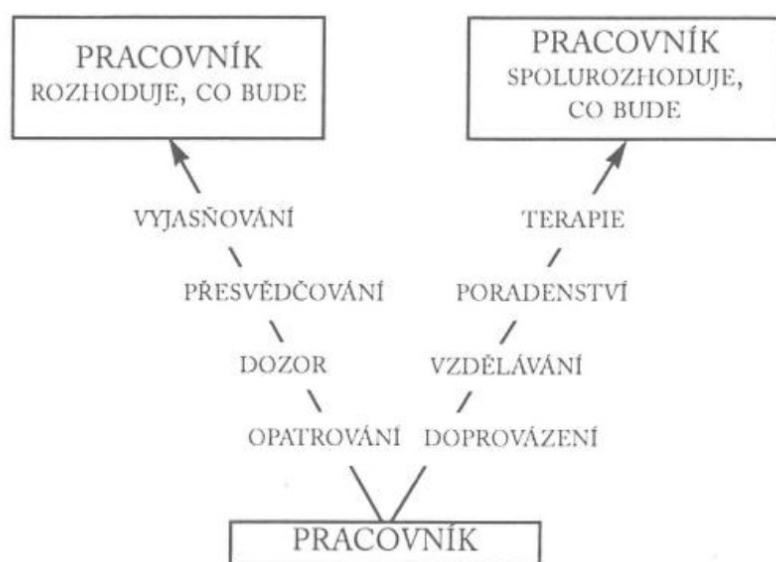 PRACOVNÍK
ROZHODUJE, CO BUDE
PRACOVNÍK
SPOLUROZHODUJE,
CO BUDE
VYJASŇOVÁNÍ
TERAPIE
PŘESVĚDČOVÁNÍ
PORADENSTVÍ
DOZOR
VZDĚLÁVÁNÍ
OPATROVÁNÍ
DOPROVÁZENÍ
PRACOVNÍK